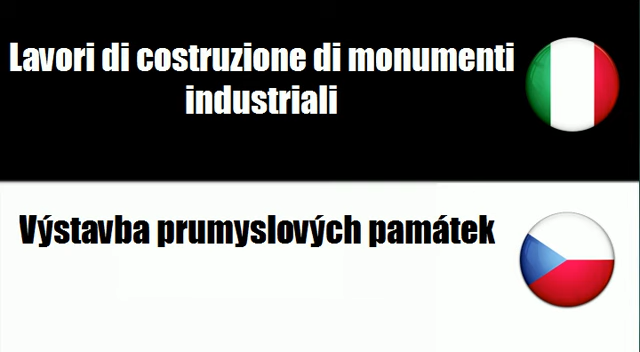 Lavori di costruzione di monumenti
industriali
Výstavba prumyslových památek